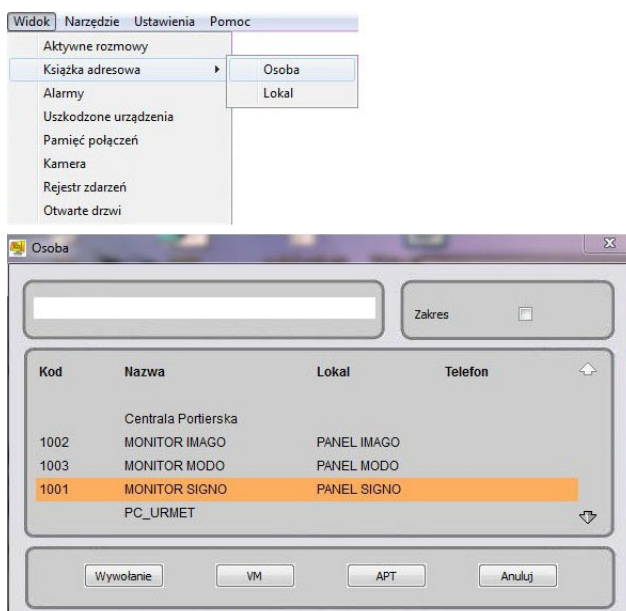 Widok Narzędzie Ustawienia Pomoc
Aktywne rozmowy
Książka adresowa
Osoba
Alarmy
Lokal
Uszkodzone urządzenia
Pamięć połączeń
Kamera
Rejestr zdarzeń
Otwarte drzwi
Osoba
Zakres
Kod Nazwa Lokal Telefon
Centrala Portierska
1002 MONITOR IMAGO PANEL IMAGO
1003 MONITOR MODO PANEL MODO
1001 MONITOR SIGNO PANEL SIGNO
PC_URMET
Wywołanie VM APT Anuluj